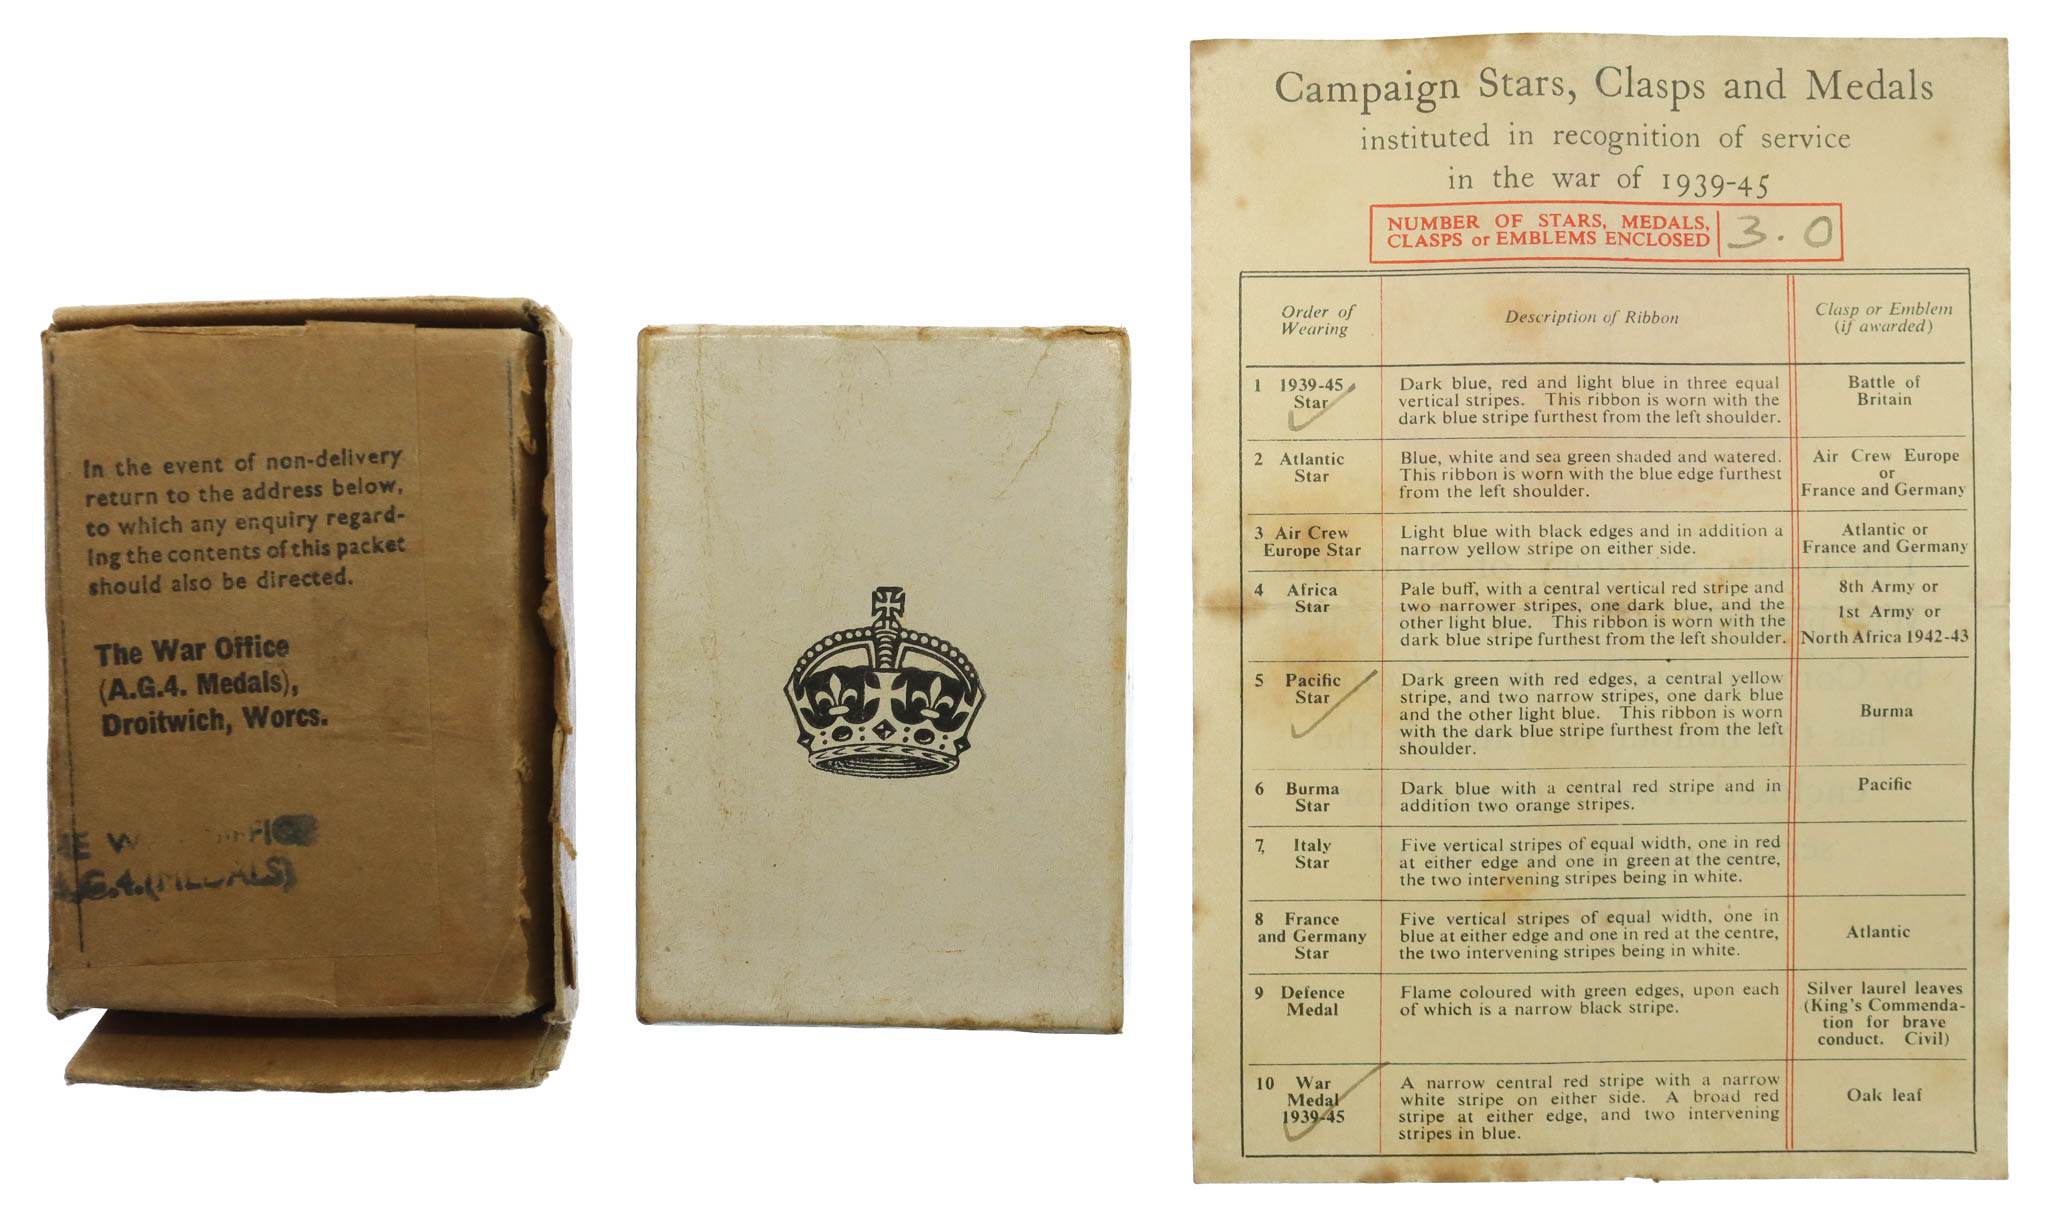 In the event of non-delivery
return to the address below,
to which any enquiry regard-
ing the contents of this packet
should also be directed.
The War Office
(A.G.4. Medals),
Droitwich, Worcs.
(MEDALS)
Campaign Stars, Clasps and Medals
instituted in recognition of service
in the war of 1939-45
NUMBER OF STARS, MEDALS,
CLASPS or EMBLEMS ENCLOSED
3.0
Order of
Wearing
Description of Ribbon
Clasp or Emblem
(if awarded)
1 1939-45
Star
Dark blue, red and light blue in three equal
vertical stripes. This ribbon is worn with the
dark blue stripe furthest from the left shoulder.
Battle of
Britain
2 Atlantic
Star
Blue, white and sea green shaded and watered.
This ribbon is worn with the blue edge furthest
from the left shoulder.
Air Crew Europe
or
France and Germany
3 Air Crew
Europe Star
Light blue with black edges and in addition a
narrow yellow stripe on either side.
Atlantic or
France and Germany
4 Africa
Star
Pale buff, with a central vertical red stripe and
two narrower stripes, one dark blue, and the
other light blue. This ribbon is worn with the
dark blue stripe furthest from the left shoulder.
8th Army or
1st Army or
North Africa 1942-43
5 Pacific
Star
Dark green with red edges, a central yellow
stripe, and two narrow stripes, one dark blue
and the other light blue. This ribbon is worn
with the dark blue stripe furthest from the left
shoulder.
Burma
6 Burma
Star
Dark blue with a central red stripe and in
addition two orange stripes.
Pacific
7, Italy
Star
Five vertical stripes of equal width, one in red
at either edge and one in green at the centre,
the two intervening stripes being in white.
8 France
and Germany
Star
Five vertical stripes of equal width, one in
blue at either edge and one in red at the centre,
the two intervening stripes being in white.
Atlantic
9 Defence
Medal
Flame coloured with green edges, upon each
of which is a narrow black stripe.
Silver laurel leaves
(King's Commenda-
tion for brave
conduct. Civil)
10 War
Medal
1939-45
A narrow central red stripe with a narrow
white stripe on either side. A broad red
stripe at either edge, and two intervening
stripes in blue.
Oak leaf